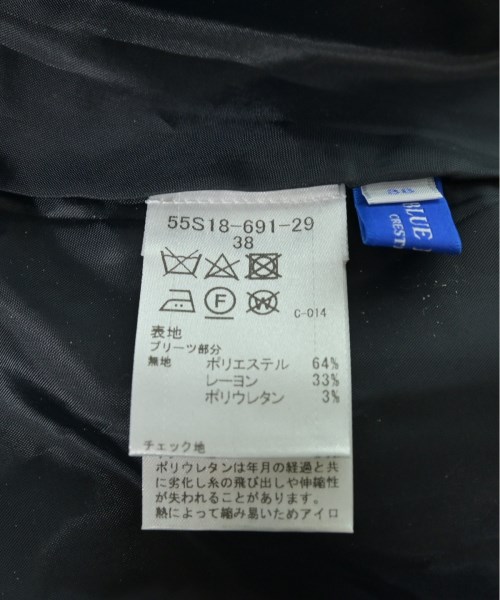 55S18-691-29
38
F
W
C-014
表地
プリーツ部分
無地 ポリエステル 64%
レーヨン 33%
ポリウレタン 3%
チェック地
ポリウレタンは年月の経過と共
に劣化し糸の飛び出しや伸縮性
が失われることがあります。
熱によって縮み易いためアイロ
38
BLUE
CREST